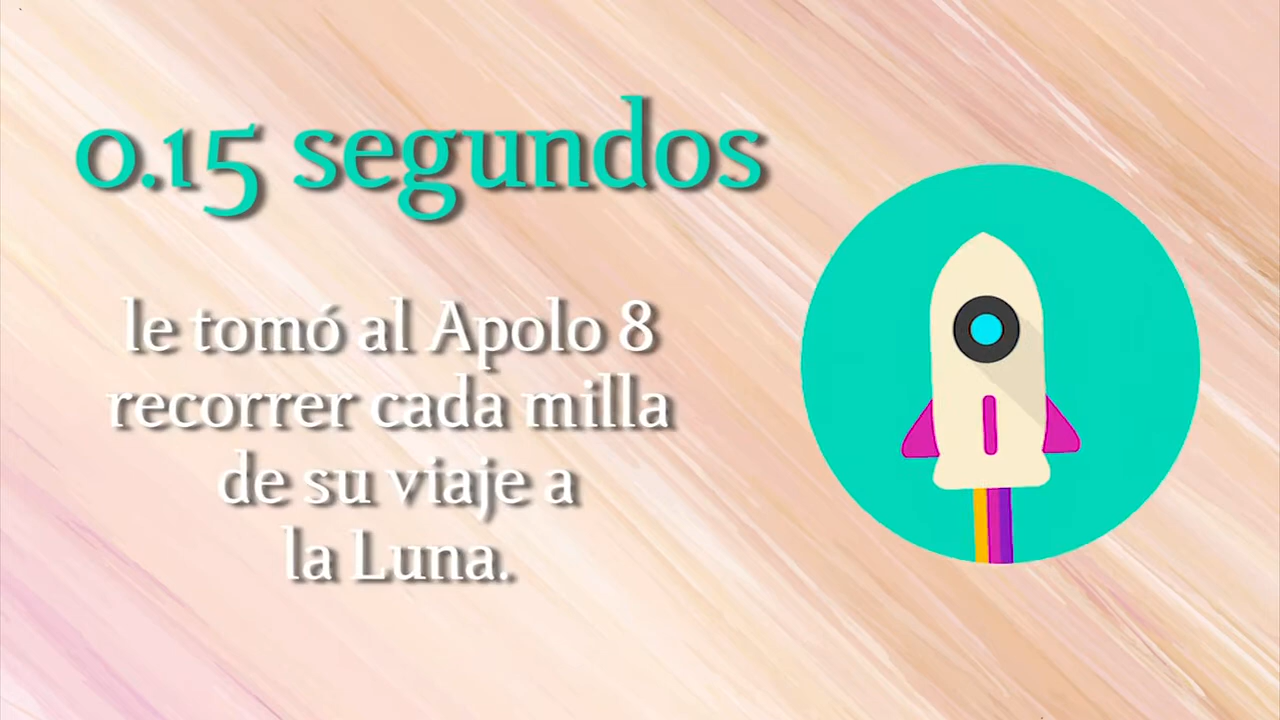 0.15 segundos
le tomó al Apolo 8
recorrer cada milla
de su viaje a
la Luna.